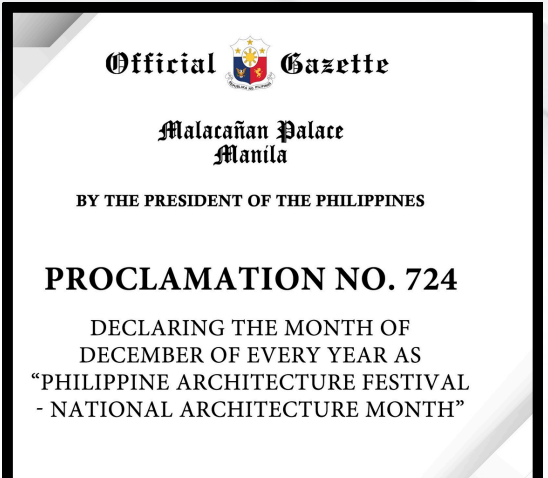 Official Gazette
Malacañan Palace
Manila
BY THE PRESIDENT OF THE PHILIPPINES
PROCLAMATION NO. 724
DECLARING THE MONTH OF
DECEMBER OF EVERY YEAR AS
“PHILIPPINE ARCHITECTURE FESTIVAL
- NATIONAL ARCHITECTURE MONTH”